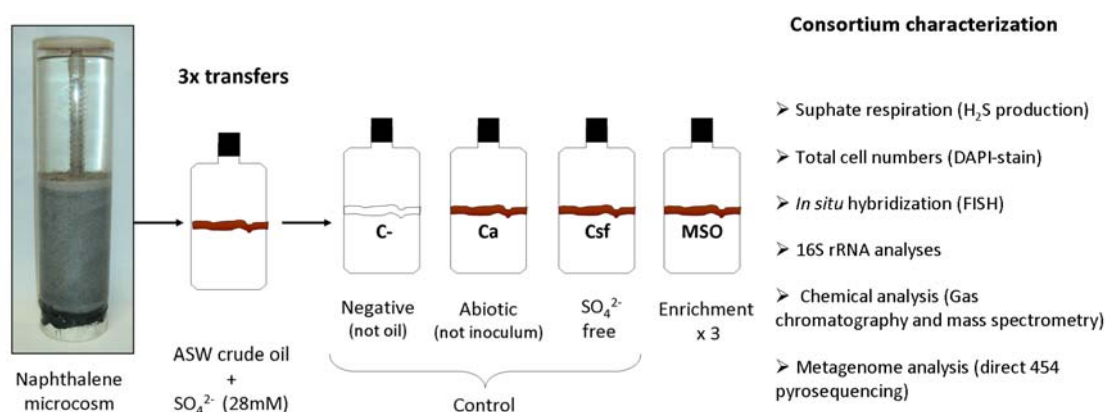 Consortium characterization
3x transfers
C-
Ca
Csf
MSO
Negative
(not oil)
Abiotic
(not inoculum)
SO₄²⁻
free
Enrichment
x 3
Control
Naphthalene
microcosm
ASW crude oil
+
SO₄²⁻ (28mM)
➢ Suphate respiration (H₂S production)
➢ Total cell numbers (DAPI-stain)
➢ In situ hybridization (FISH)
➢ 16S rRNA analyses
➢ Chemical analysis (Gas
chromatography and mass spectrometry)
➢ Metagenome analysis (direct 454
pyrosequencing)